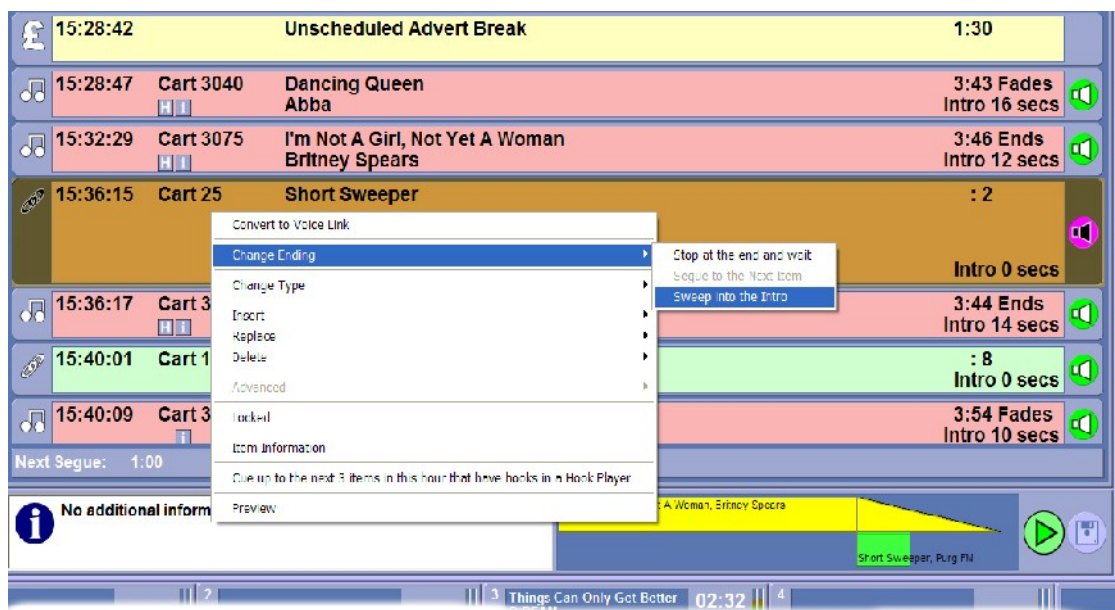 15:28:42 Unscheduled Advert Break 1:30
15:28:47 Cart 3040 Dancing Queen 3:43 Fades
H i Abba Intro 16 secs
15:32:29 Cart 3075 I'm Not A Girl, Not Yet A Woman 3:46 Ends
H i Britney Spears Intro 12 secs
15:36:15 Cart 25 Short Sweeper : 2
Convert to Voice Link
Change Ending Stop at the end and wait
Segue to the Next Item
Intro 0 secs
Change Type Sweep into the Intro
15:36:17 Cart 3 3:44 Ends
H i Insert Intro 14 secs
Replace
15:40:01 Cart 1 Delete : 8
Intro 0 secs
Advanced
15:40:09 Cart 3 Locked 3:54 Fades
i Intro 10 secs
Item Information
Next Segue: 1:00
Cue up to the next 3 items in this hour that have hooks in a Hook Player
No additional inform Preview
t A Woman, Britney Spears
Short Sweeper, Purg FM
2 3 Things Can Only Get Better 02:32 4